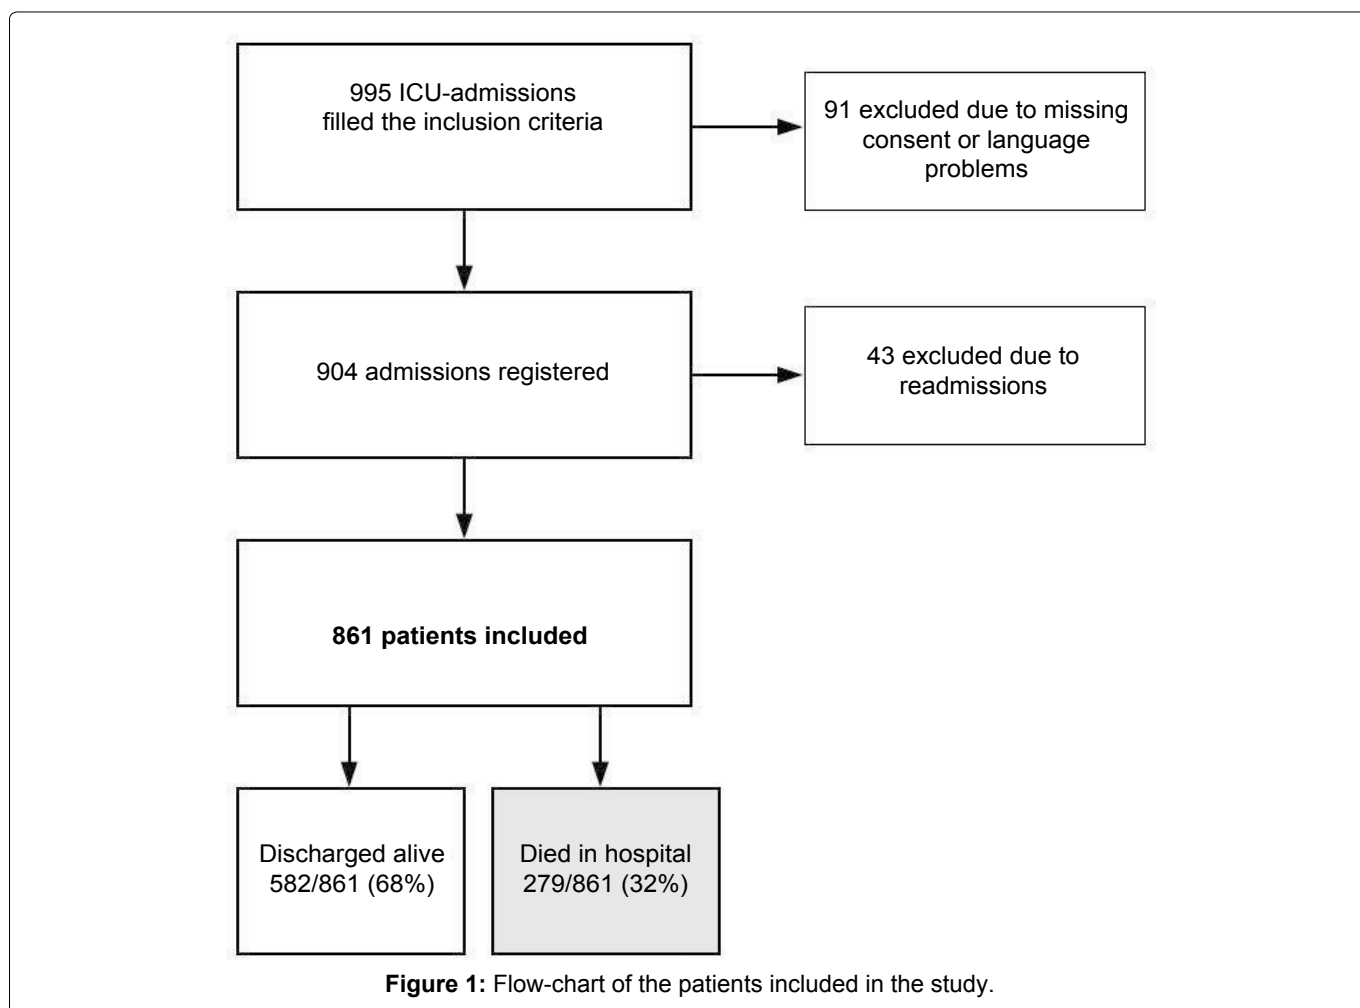 995 ICU-admissions
filled the inclusion criteria
91 excluded due to missing
consent or language
problems
904 admissions registered
43 excluded due to
readmissions
861 patients included
Discharged alive
582/861 (68%)
Died in hospital
279/861 (32%)
Figure 1: Flow-chart of the patients included in the study.